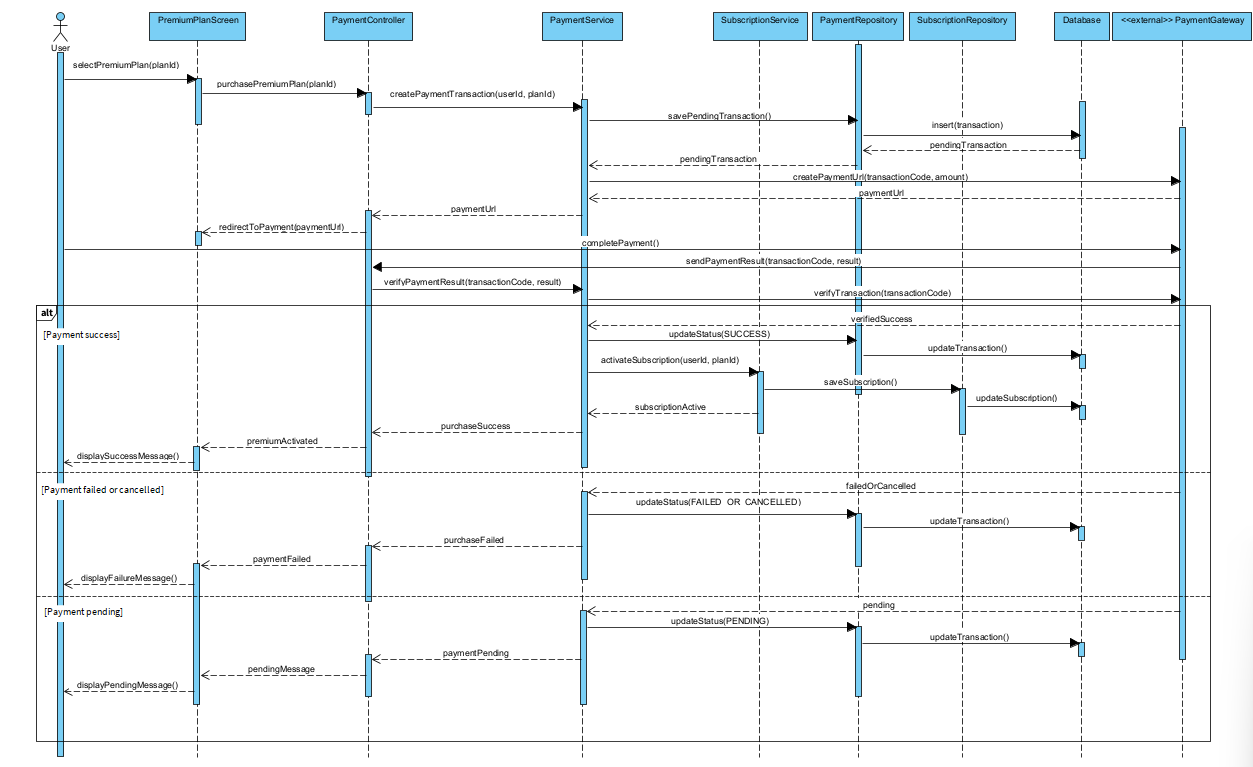 PremiumPlanScreen
PaymentController
PaymentService
SubscriptionService
PaymentRepository
SubscriptionRepository
Database
<<external>> PaymentGateway
User
selectPremiumPlan(planId)
purchasePremiumPlan(planId)
createPaymentTransaction(userId, planId)
savePendingTransaction()
insert(transaction)
pendingTransaction
pendingTransaction
createPaymentUrl(transactionCode, amount)
paymentUrl
paymentUrl
redirectToPayment(paymentUrl)
completePayment()
sendPaymentResult(transactionCode, result)
verifyPaymentResult(transactionCode, result)
verifyTransaction(transactionCode)
alt
verifiedSuccess
[Payment success]
updateStatus(SUCCESS)
updateTransaction()
activateSubscription(userId, planId)
saveSubscription()
updateSubscription()
subscriptionActive
purchaseSuccess
premiumActivated
displaySuccessMessage()
[Payment failed or cancelled]
failedOrCancelled
updateStatus(FAILED OR CANCELLED)
updateTransaction()
purchaseFailed
paymentFailed
displayFailureMessage()
[Payment pending]
pending
updateStatus(PENDING)
updateTransaction()
paymentPending
pendingMessage
displayPendingMessage()